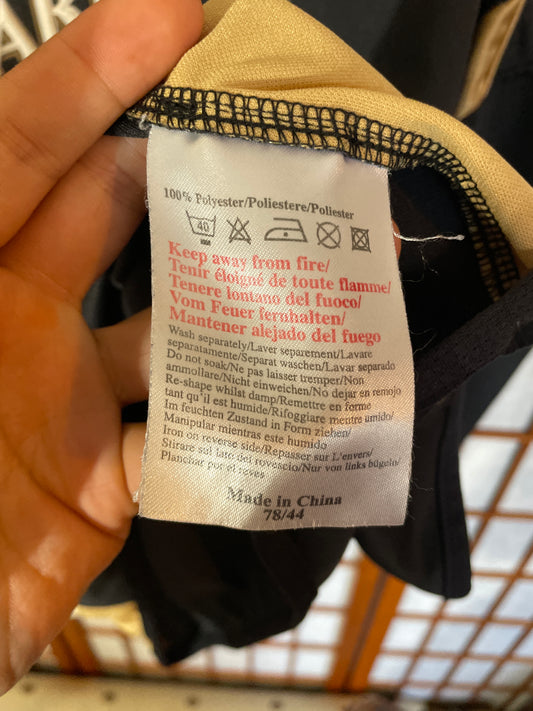 100% Polyester/Poliestere/Poliester
40
Keep away from fire/
Tenir éloigné de toute flamme/
Tenere lontano del fuoco/
Vom Feuer fernhalten/
Mantener alejado del fuego
Wash separately/Laver separement/Lavare
separatamente/Separat waschen/Lavar separado
Do not soak/Ne pas laisser tremper/Non
ammollare/Nicht einweichen/No dejar en remojo
Re-shape whilst damp/Remettre en forme
tant qu'il est humide/Rifoggiare mentre umido/
Im feuchten Zustand in Form ziehen/
Manipular mientras este humido
Iron on reverse side/Repasser sur L'envers/
Stirare sul lato del rovescio/Nur von links bügeln/
Planchar por el reves
Made in China
78/44